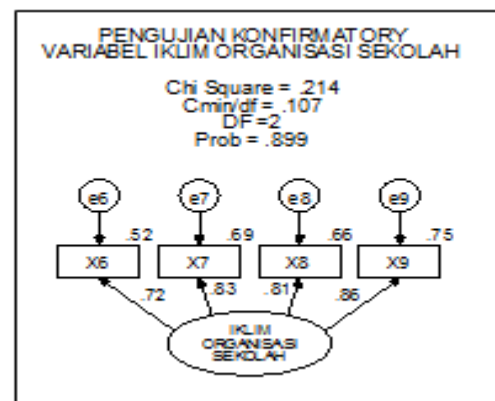 PENGUJIAN KONFIRMATORY
VARIABEL IKLIM ORGANISASI SEKOLAH
Chi Square = .214
Cmin/df = .107
DF =2
Prob = .899
e6 e7 e8 e9
.52 .69 .66 .75
X6 X7 X8 X9
.72 .83 .81 .86
IKLIM
ORGANISASI
SEKOLAH